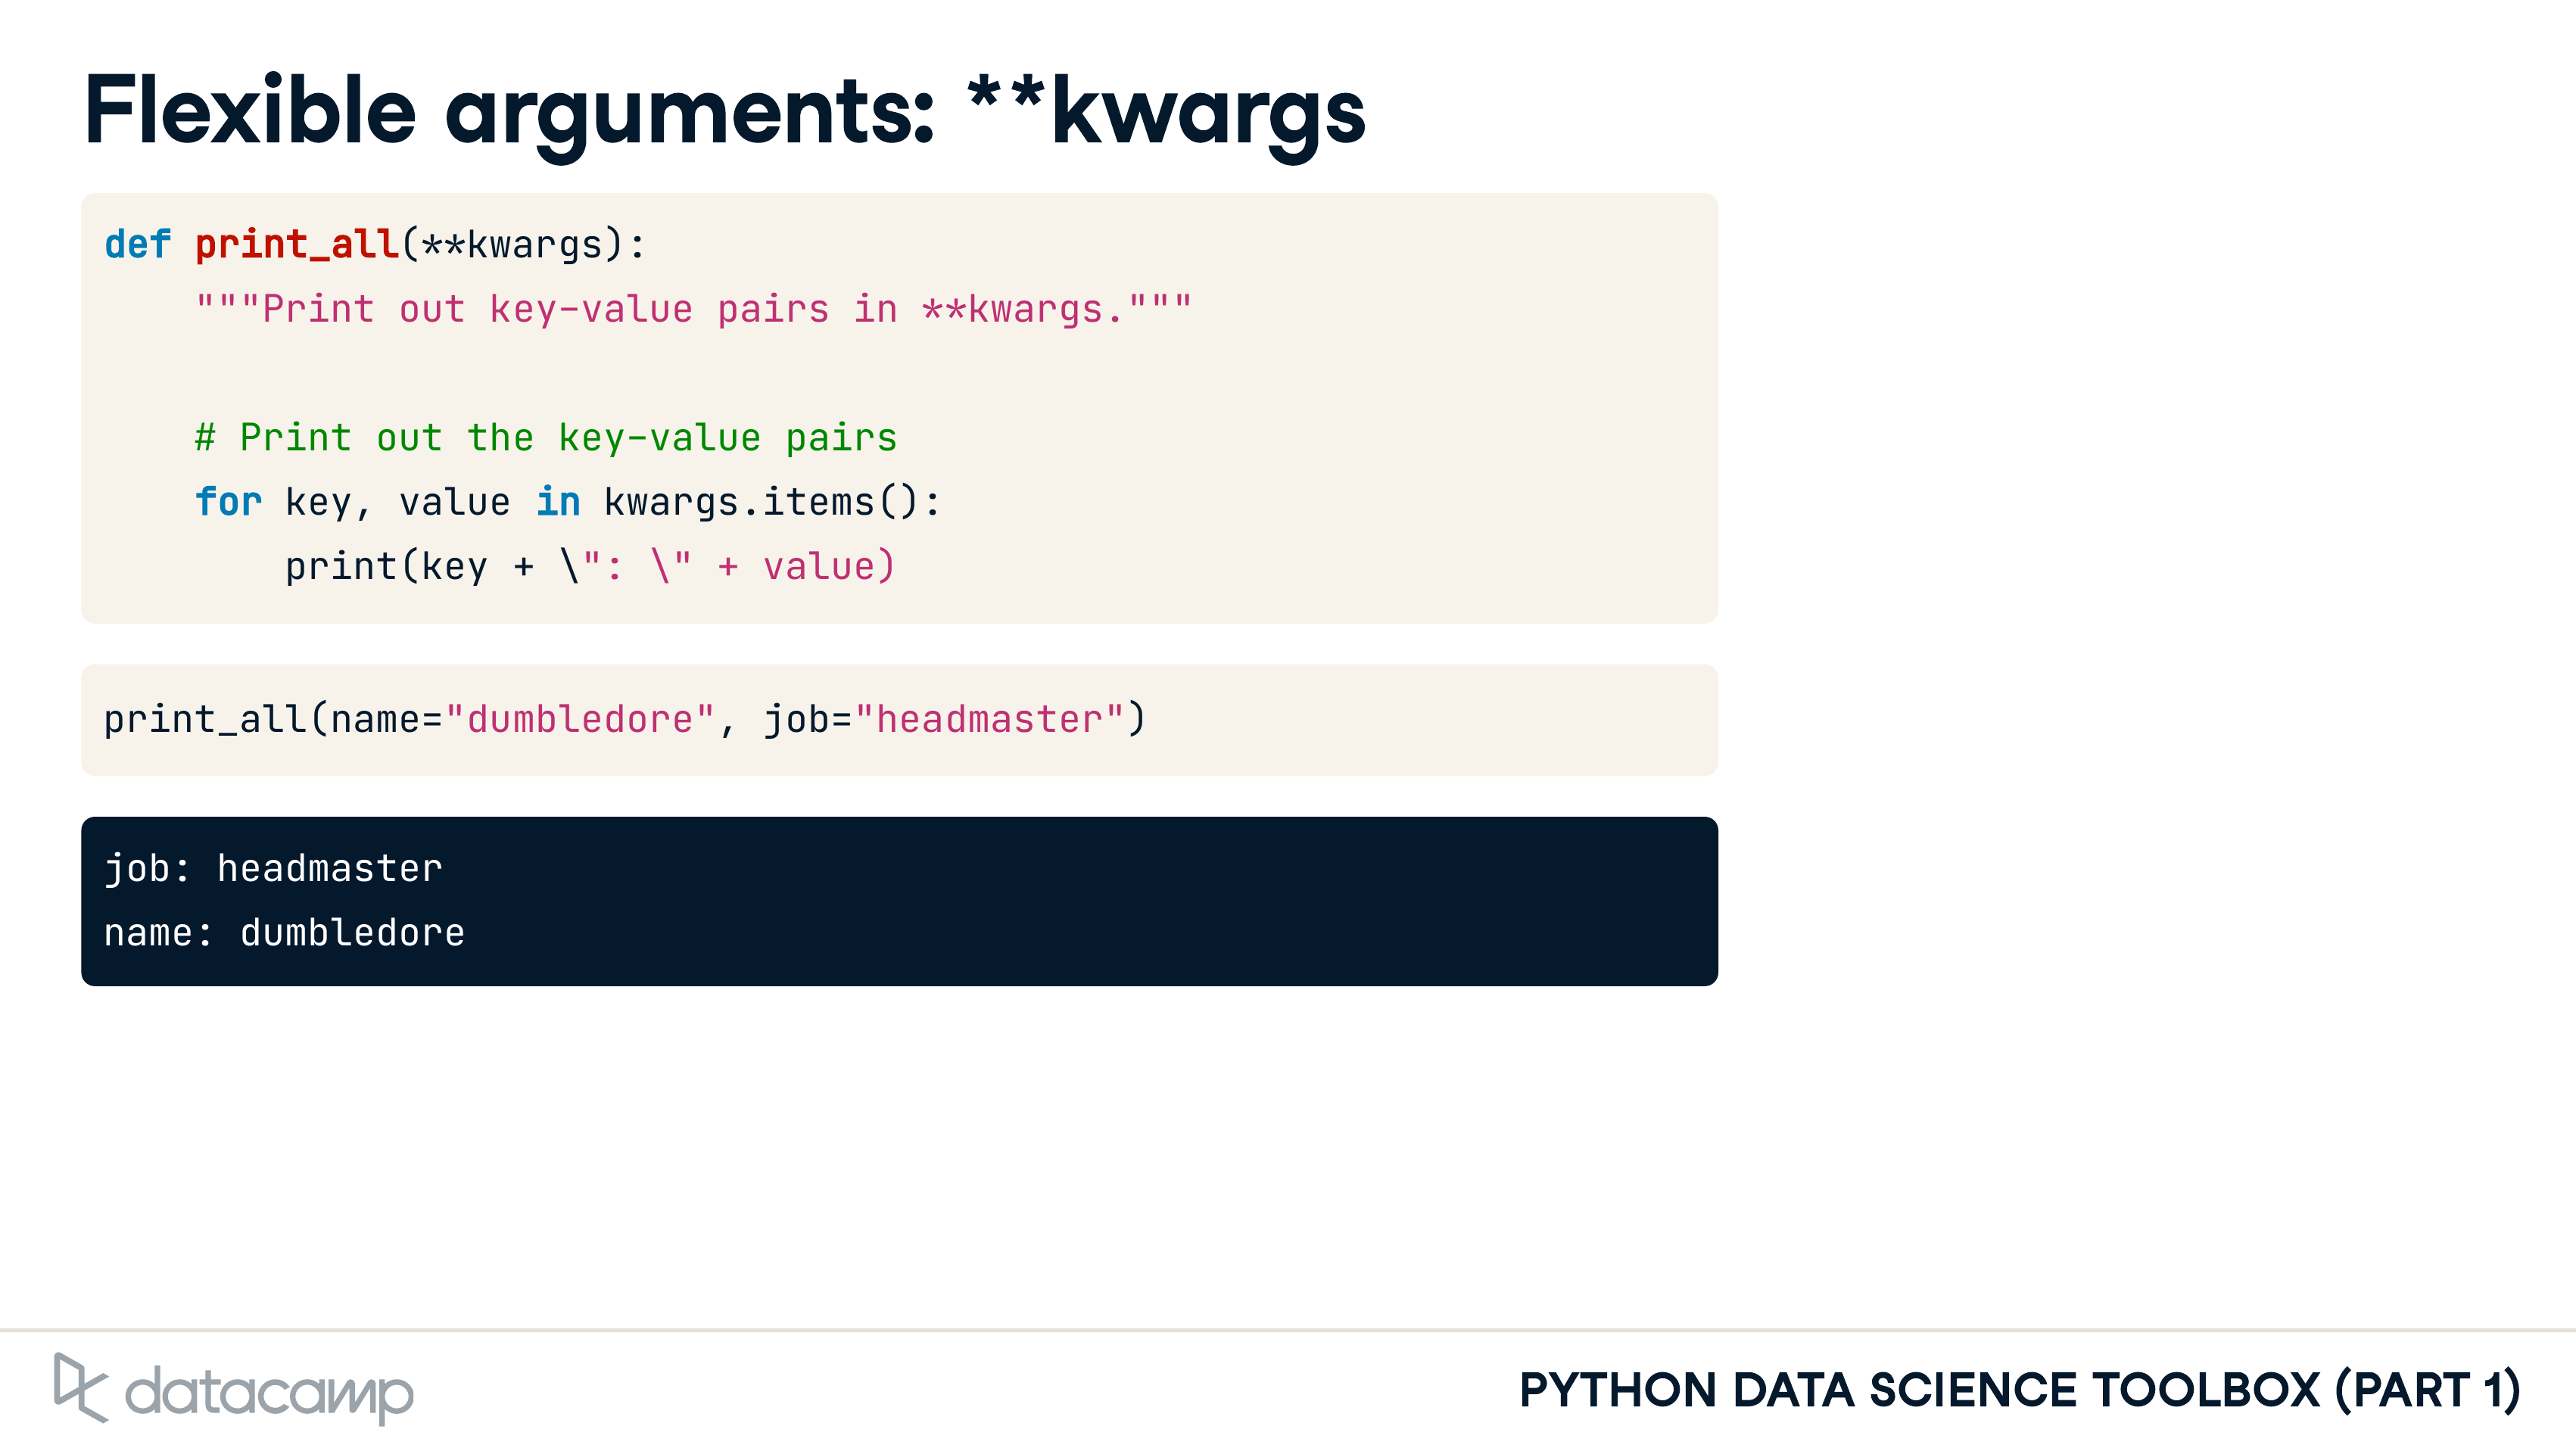 Flexible arguments: **kwargs
def print_all(**kwargs):
    """Print out key-value pairs in **kwargs."""
    # Print out the key-value pairs
    for key, value in kwargs.items():
        print(key + \": \" + value)
print_all(name="dumbledore", job="headmaster")
job: headmaster
name: dumbledore
datacamp
PYTHON DATA SCIENCE TOOLBOX (PART 1)